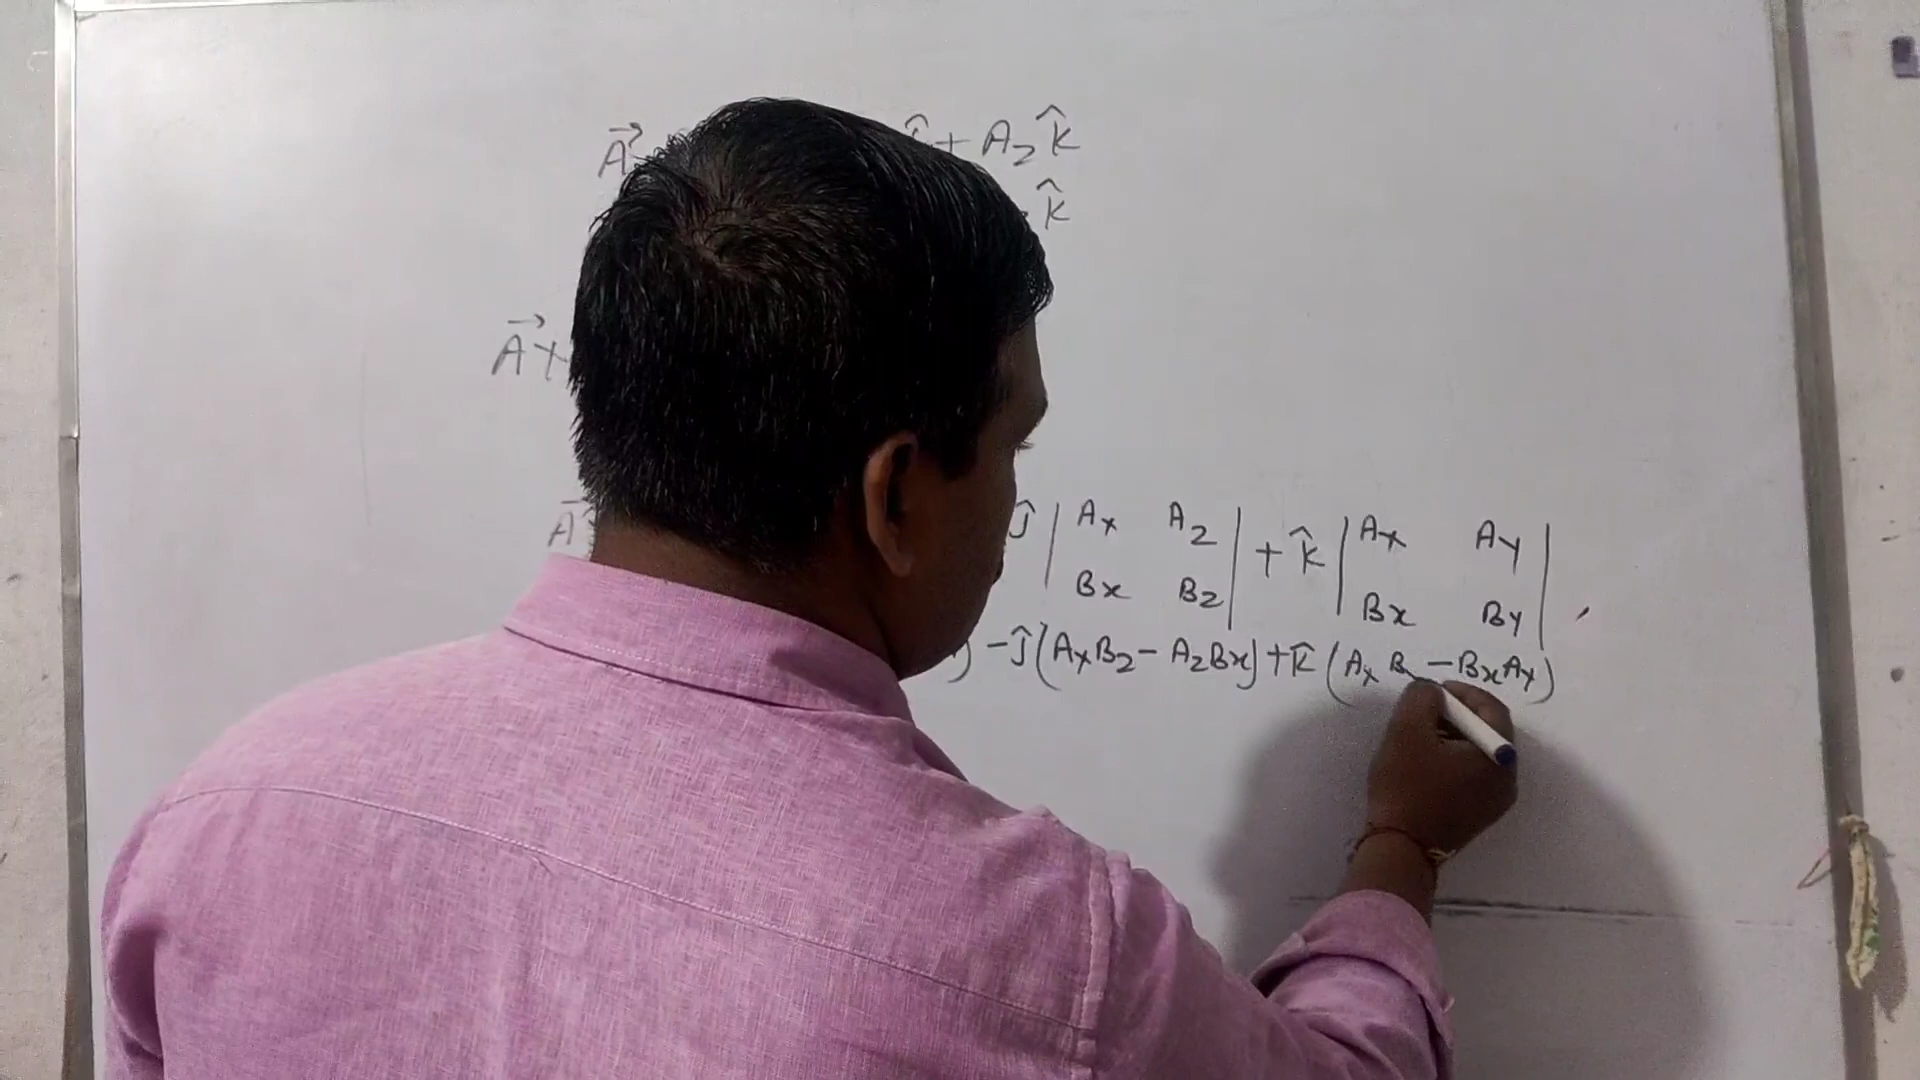 A⃗ ĵ + A_z k̂
k̂
A⃗ ×
A⃗ ĵ | A_x A_z | + k̂ | A_x A_y |
B_x B_z B_x B_y
) - ĵ (A_x B_z - A_z B_x) + k̂ (A_x B - B_x A_y)